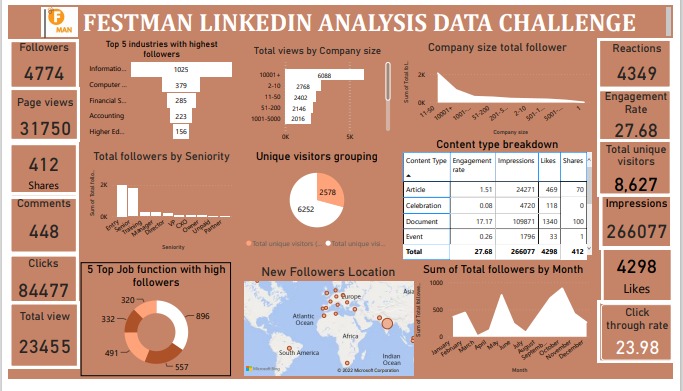 F
MAN
FESTMAN LINKEDIN ANALYSIS DATA CHALLENGE
Followers
4774
Page views
31750
412
Shares
Comments
448
Clicks
84477
Total view
23455
Top 5 industries with highest
followers
Informatio... 1025
Computer ... 379
Financial S... 285
Accounting 223
Higher Ed... 156
Total views by Company size
10001+ 6088
2-10 2768
11-50 2402
51-200 2146
1001-5000 2016
0K 5K
Company size total follower
Sum of Total fol...
2K
0K
11-50 10001+ 1001-... 51-200 201-5... 2-10 501-1... 5001-... 1
Company size
Total followers by Seniority
Sum of Total follo...
2K
0K
Entry Senior Training Manager Director VP CXO Owner Unpaid Partner
Seniority
Unique visitors grouping
2578
6252
Total unique visitors (... Total unique visi...
Content type breakdown
Content Type Engagement rate Impressions Likes Shares
Article 1.51 24271 469 70
Celebration 0.08 4720 118 0
Document 17.17 109871 1340 100
Event 0.26 1796 33 1
Total 27.68 266077 4298 412
5 Top Job function with high
followers
320
332
491
557
896
New Followers Location
Europe
Asia
Atlantic
Ocean
Africa
South America
Indian
Ocean
Microsoft Bing
© 2022 Microsoft Corporation
Sum of Total followers by Month
Sum of Total followers
1000
500
0
January February March April May June July August Septemb... October November December
Month
Reactions
4349
Engagement
Rate
27.68
Total unique
visitors
8,627
Impressions
266077
4298
Likes
Click
through rate
23.98